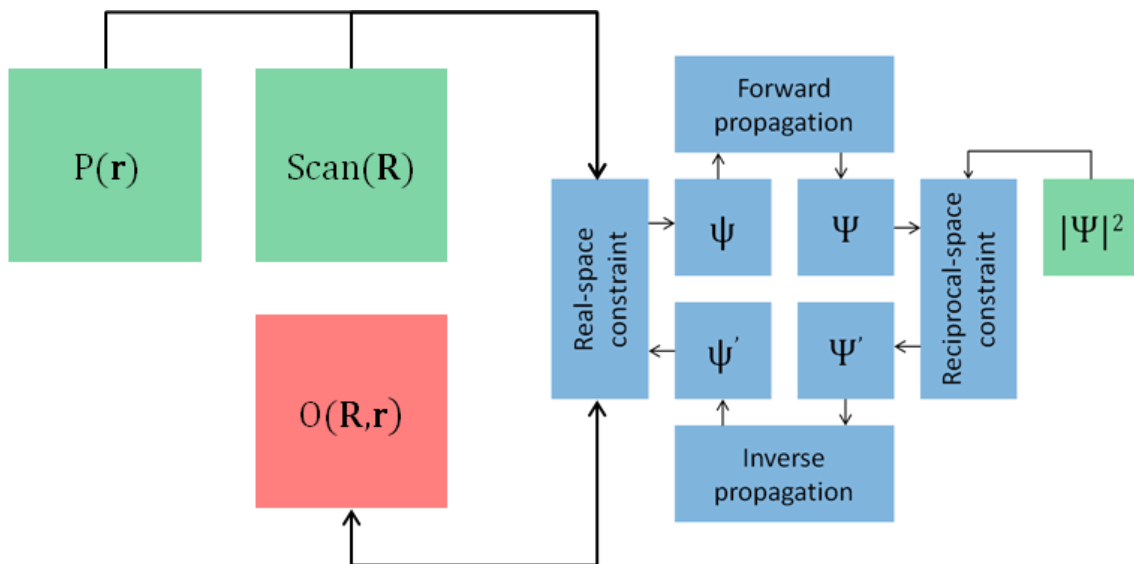 P(r)
Scan(R)
O(R,r)
Real-space
constraint
Forward
propagation
ψ
Ψ
Reciprocal-space
constraint
|Ψ|²
ψ′
Ψ′
Inverse
propagation